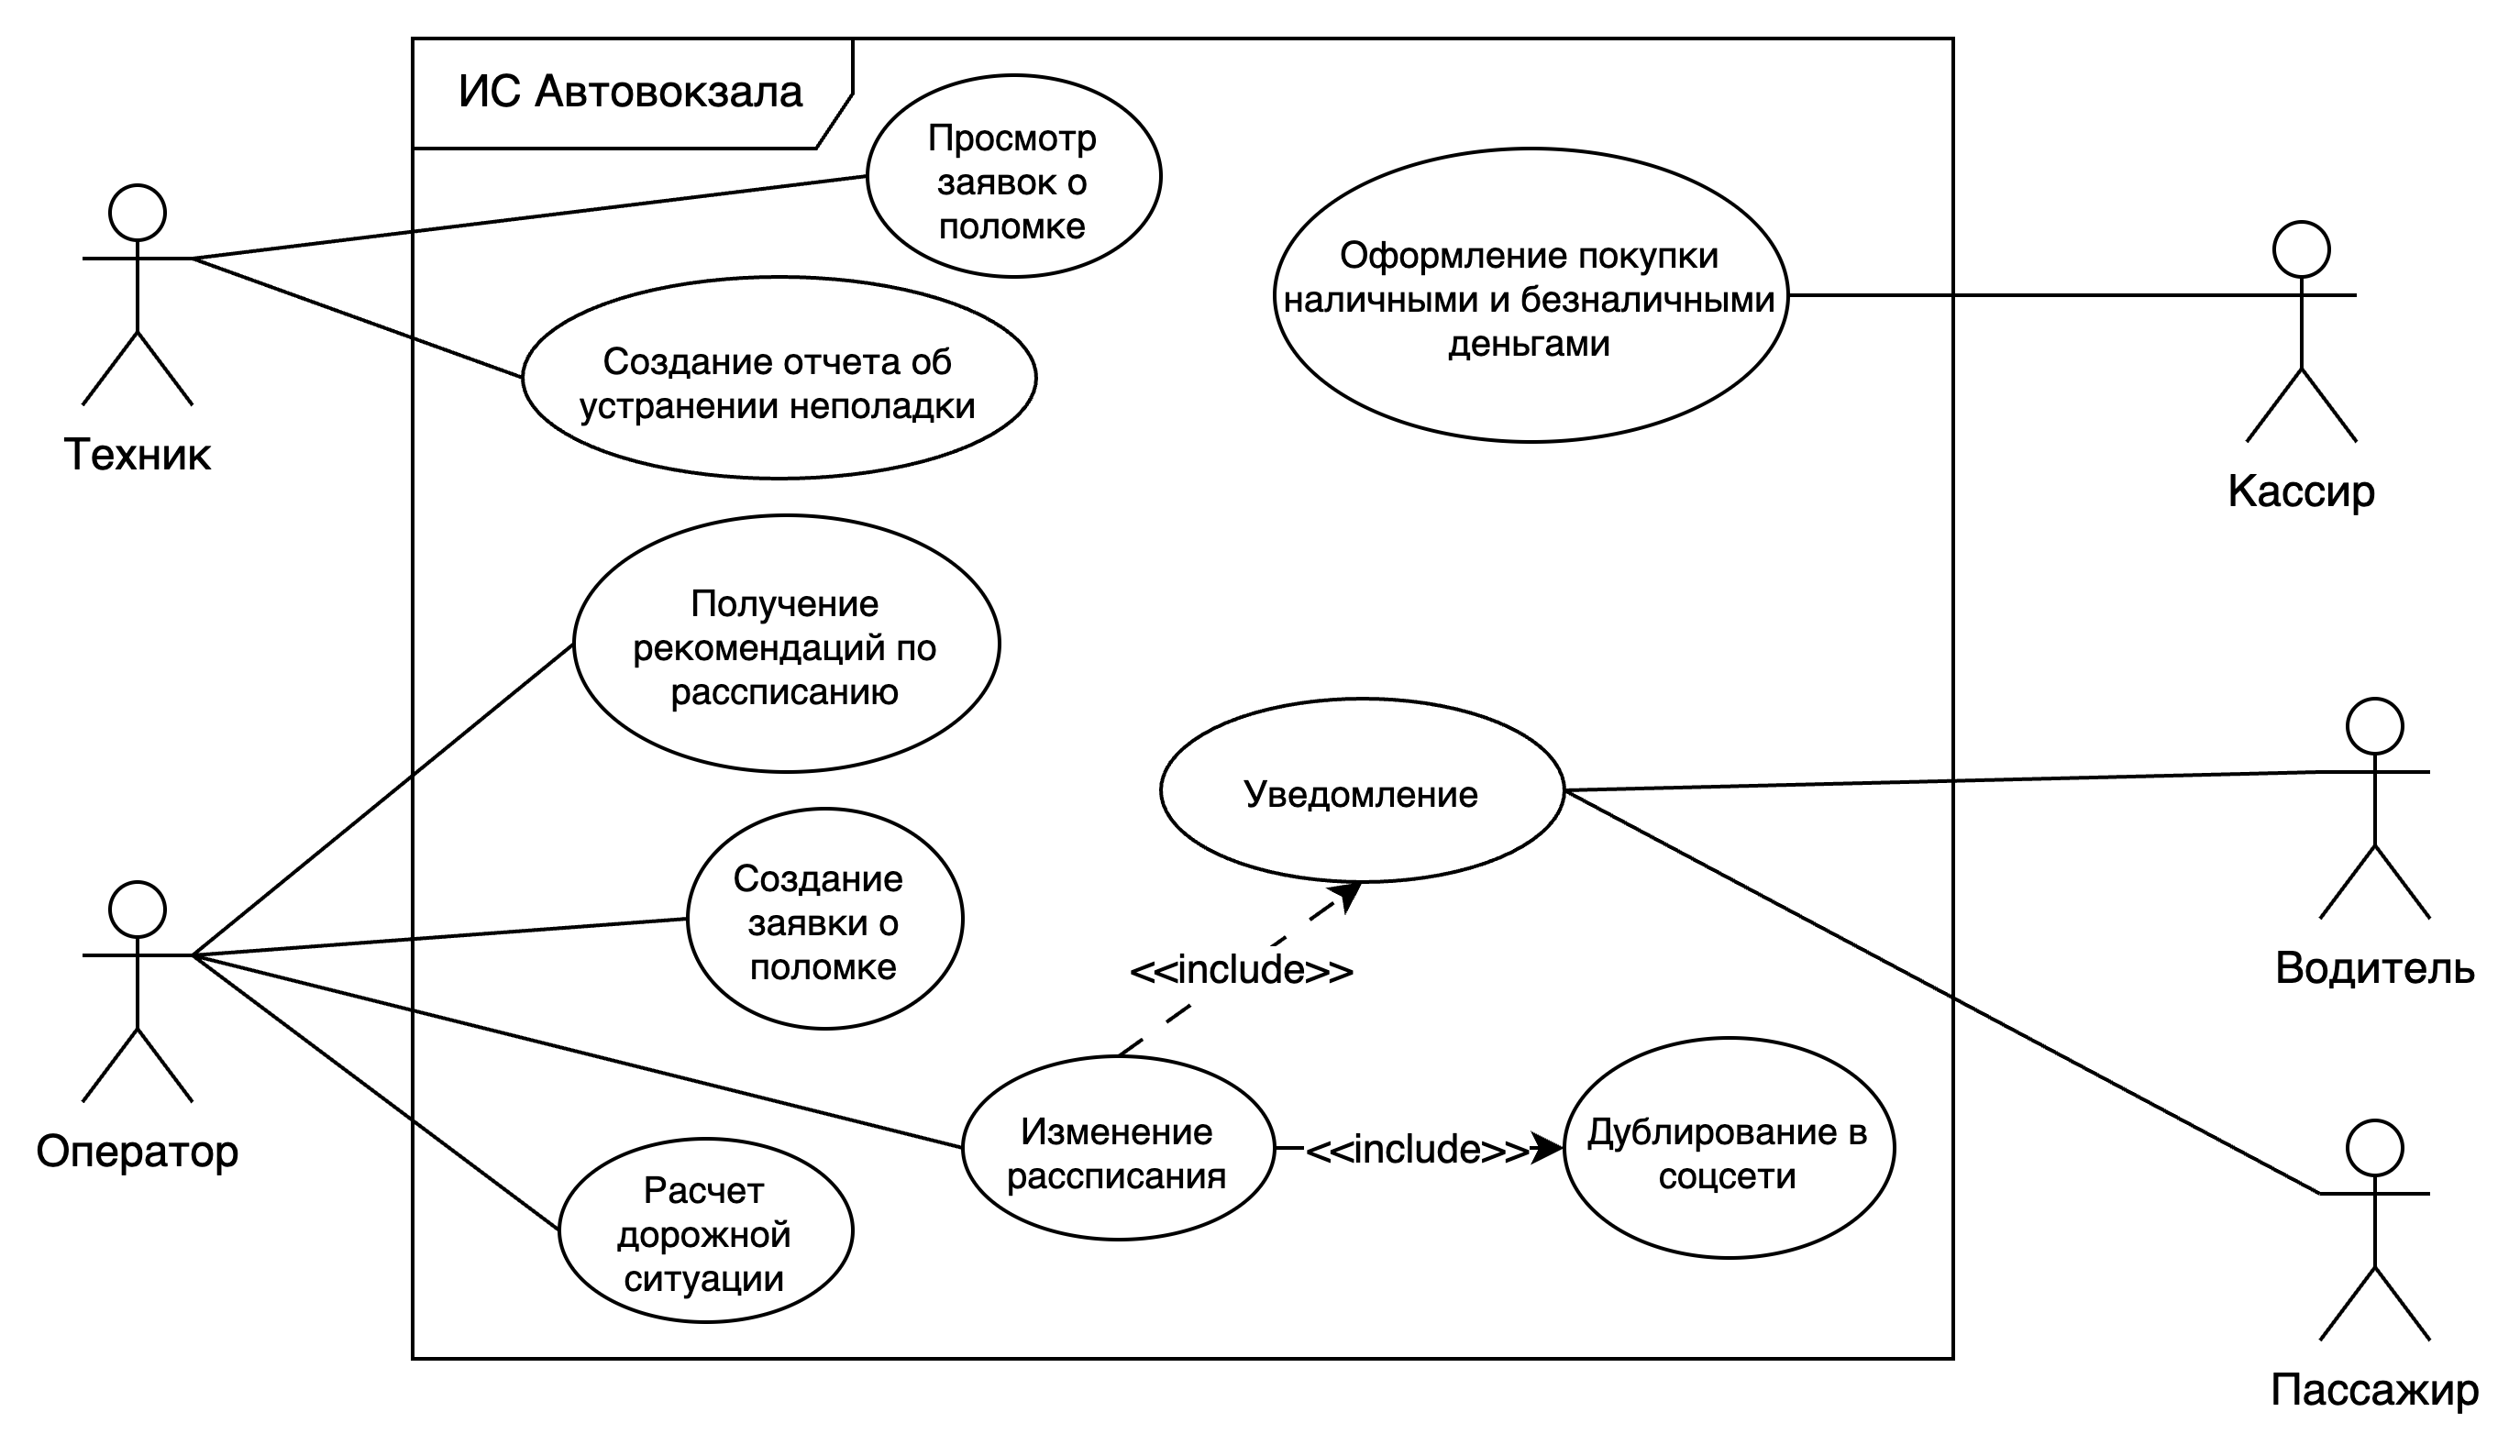 ИС Автовокзала
Просмотр
заявок о
поломке
Оформление покупки
наличными и безналичными
деньгами
Создание отчета об
устранении неполадки
Техник
Кассир
Получение
рекомендаций по
рассписанию
Уведомление
Создание
заявки о
поломке
<<include>>
Водитель
Оператор
Изменение
рассписания
<<include>>
Дублирование в
соцсети
Расчет
дорожной
ситуации
Пассажир